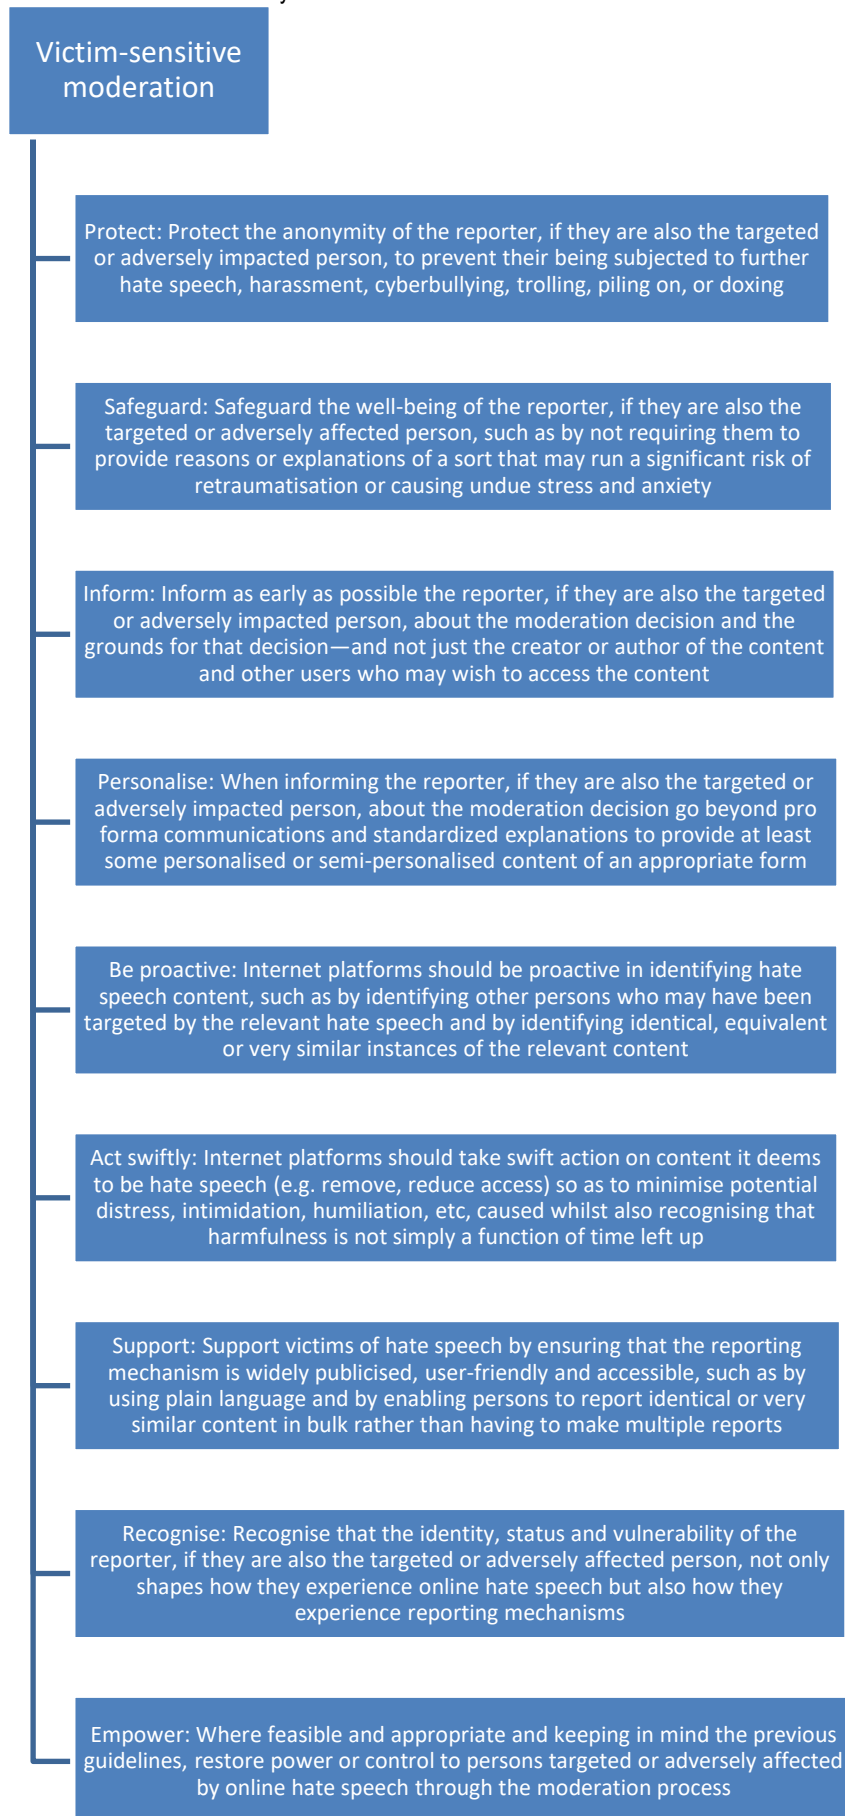 Victim-sensitive
moderation
Protect: Protect the anonymity of the reporter, if they are also the targeted
or adversely impacted person, to prevent their being subjected to further
hate speech, harassment, cyberbullying, trolling, piling on, or doxing
Safeguard: Safeguard the well-being of the reporter, if they are also the
targeted or adversely affected person, such as by not requiring them to
provide reasons or explanations of a sort that may run a significant risk of
retraumatisation or causing undue stress and anxiety
Inform: Inform as early as possible the reporter, if they are also the targeted
or adversely impacted person, about the moderation decision and the
grounds for that decision—and not just the creator or author of the content
and other users who may wish to access the content
Personalise: When informing the reporter, if they are also the targeted or
adversely impacted person, about the moderation decision go beyond pro
forma communications and standardized explanations to provide at least
some personalised or semi-personalised content of an appropriate form
Be proactive: Internet platforms should be proactive in identifying hate
speech content, such as by identifying other persons who may have been
targeted by the relevant hate speech and by identifying identical, equivalent
or very similar instances of the relevant content
Act swiftly: Internet platforms should take swift action on content it deems
to be hate speech (e.g. remove, reduce access) so as to minimise potential
distress, intimidation, humiliation, etc, caused whilst also recognising that
harmfulness is not simply a function of time left up
Support: Support victims of hate speech by ensuring that the reporting
mechanism is widely publicised, user-friendly and accessible, such as by
using plain language and by enabling persons to report identical or very
similar content in bulk rather than having to make multiple reports
Recognise: Recognise that the identity, status and vulnerability of the
reporter, if they are also the targeted or adversely affected person, not only
shapes how they experience online hate speech but also how they
experience reporting mechanisms
Empower: Where feasible and appropriate and keeping in mind the previous
guidelines, restore power or control to persons targeted or adversely affected
by online hate speech through the moderation process